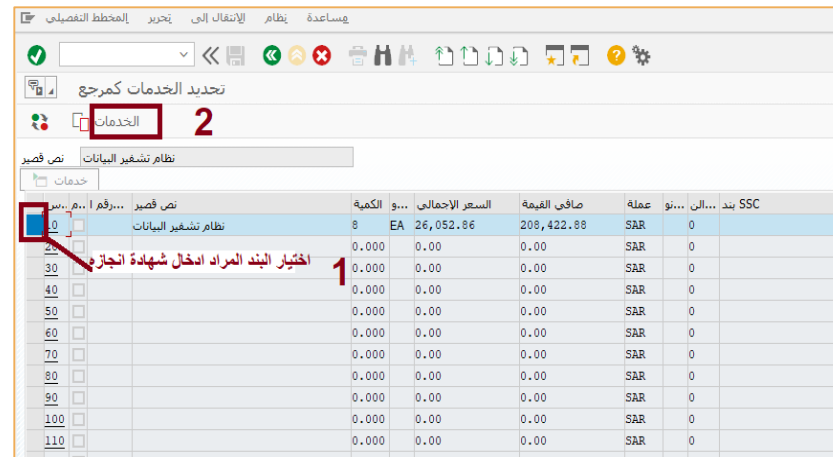 المخطط التفصيلي تحرير الانتقال إلى نظام مساعدة
تحديد الخدمات كمرجع
الخدمات 2
نص قصير نظام تشفير البيانات
خدمات
س... م... رقم ا... نص قصير الكمية و... السعر الإجمالي صافي القيمة عملة نو... الن... بند SSC
10 نظام تشفير البيانات 8 EA 26,052.86 208,422.88 SAR 0
20 0.000 0.00 0.00 SAR 0
اختيار البند المراد ادخال شهادة انجازه 1
30 0.000 0.00 0.00 SAR 0
40 0.000 0.00 0.00 SAR 0
50 0.000 0.00 0.00 SAR 0
60 0.000 0.00 0.00 SAR 0
70 0.000 0.00 0.00 SAR 0
80 0.000 0.00 0.00 SAR 0
90 0.000 0.00 0.00 SAR 0
100 0.000 0.00 0.00 SAR 0
110 0.000 0.00 0.00 SAR 0